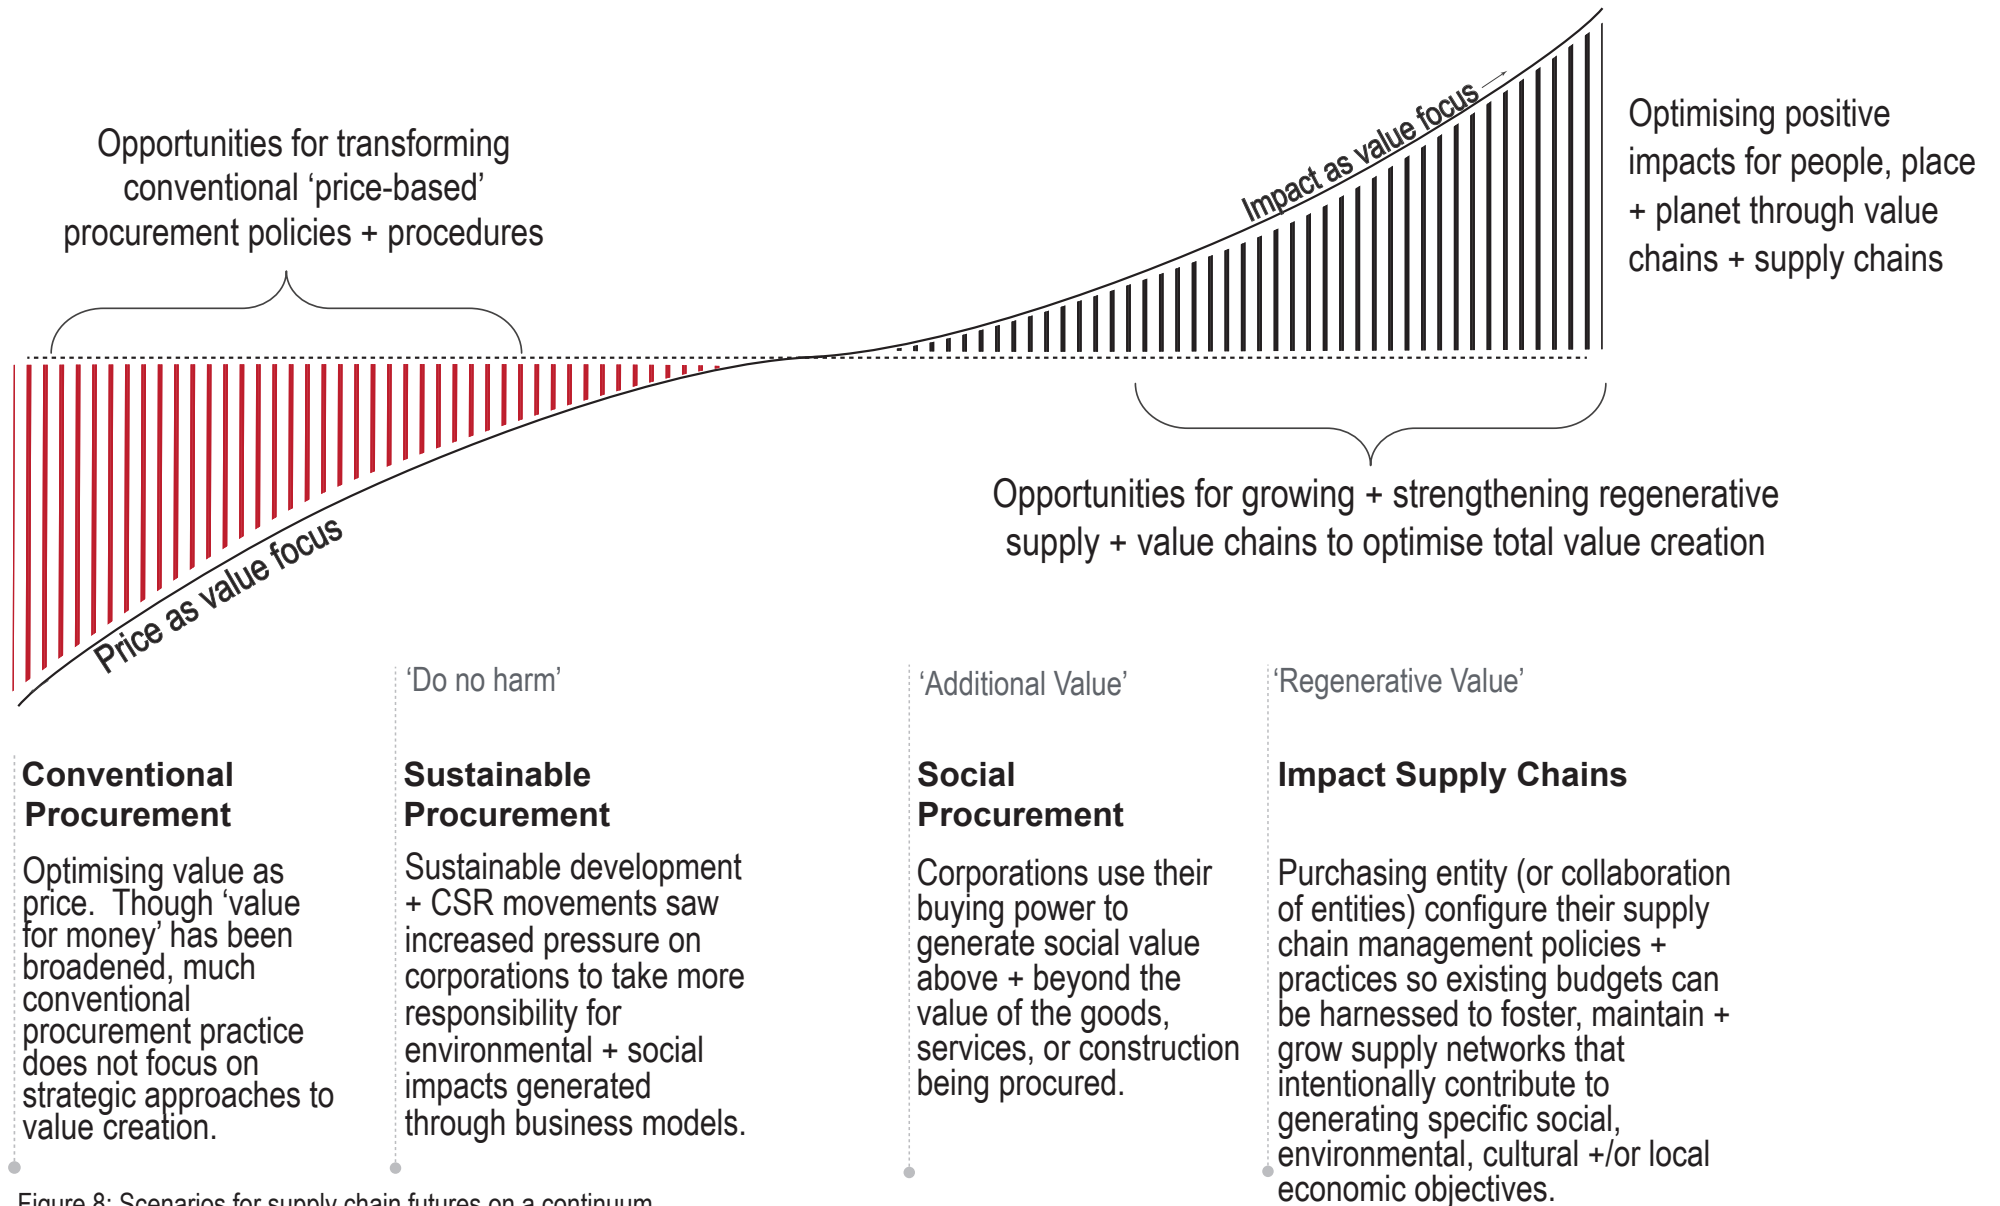 Opportunities for transforming
conventional ‘price-based’
procurement policies + procedures
Impact as value focus
Optimising positive
impacts for people, place
+ planet through value
chains + supply chains
Price as value focus
Opportunities for growing + strengthening regenerative
supply + value chains to optimise total value creation
‘Do no harm’
‘Additional Value’
‘Regenerative Value’
Conventional
Procurement
Optimising value as
price.  Though ‘value
for money’ has been
broadened, much
conventional
procurement practice
does not focus on
strategic approaches to
value creation.
Sustainable
Procurement
Sustainable development
+ CSR movements saw
increased pressure on
corporations to take more
responsibility for
environmental + social
impacts generated
through business models.
Social
Procurement
Corporations use their
buying power to
generate social value
above + beyond the
value of the goods,
services, or construction
being procured.
Impact Supply Chains
Purchasing entity (or collaboration
of entities) configure their supply
chain management policies +
practices so existing budgets can
be harnessed to foster, maintain +
grow supply networks that
intentionally contribute to
generating specific social,
environmental, cultural +/or local
economic objectives.
Figure 8: Scenarios for supply chain futures on a continuum